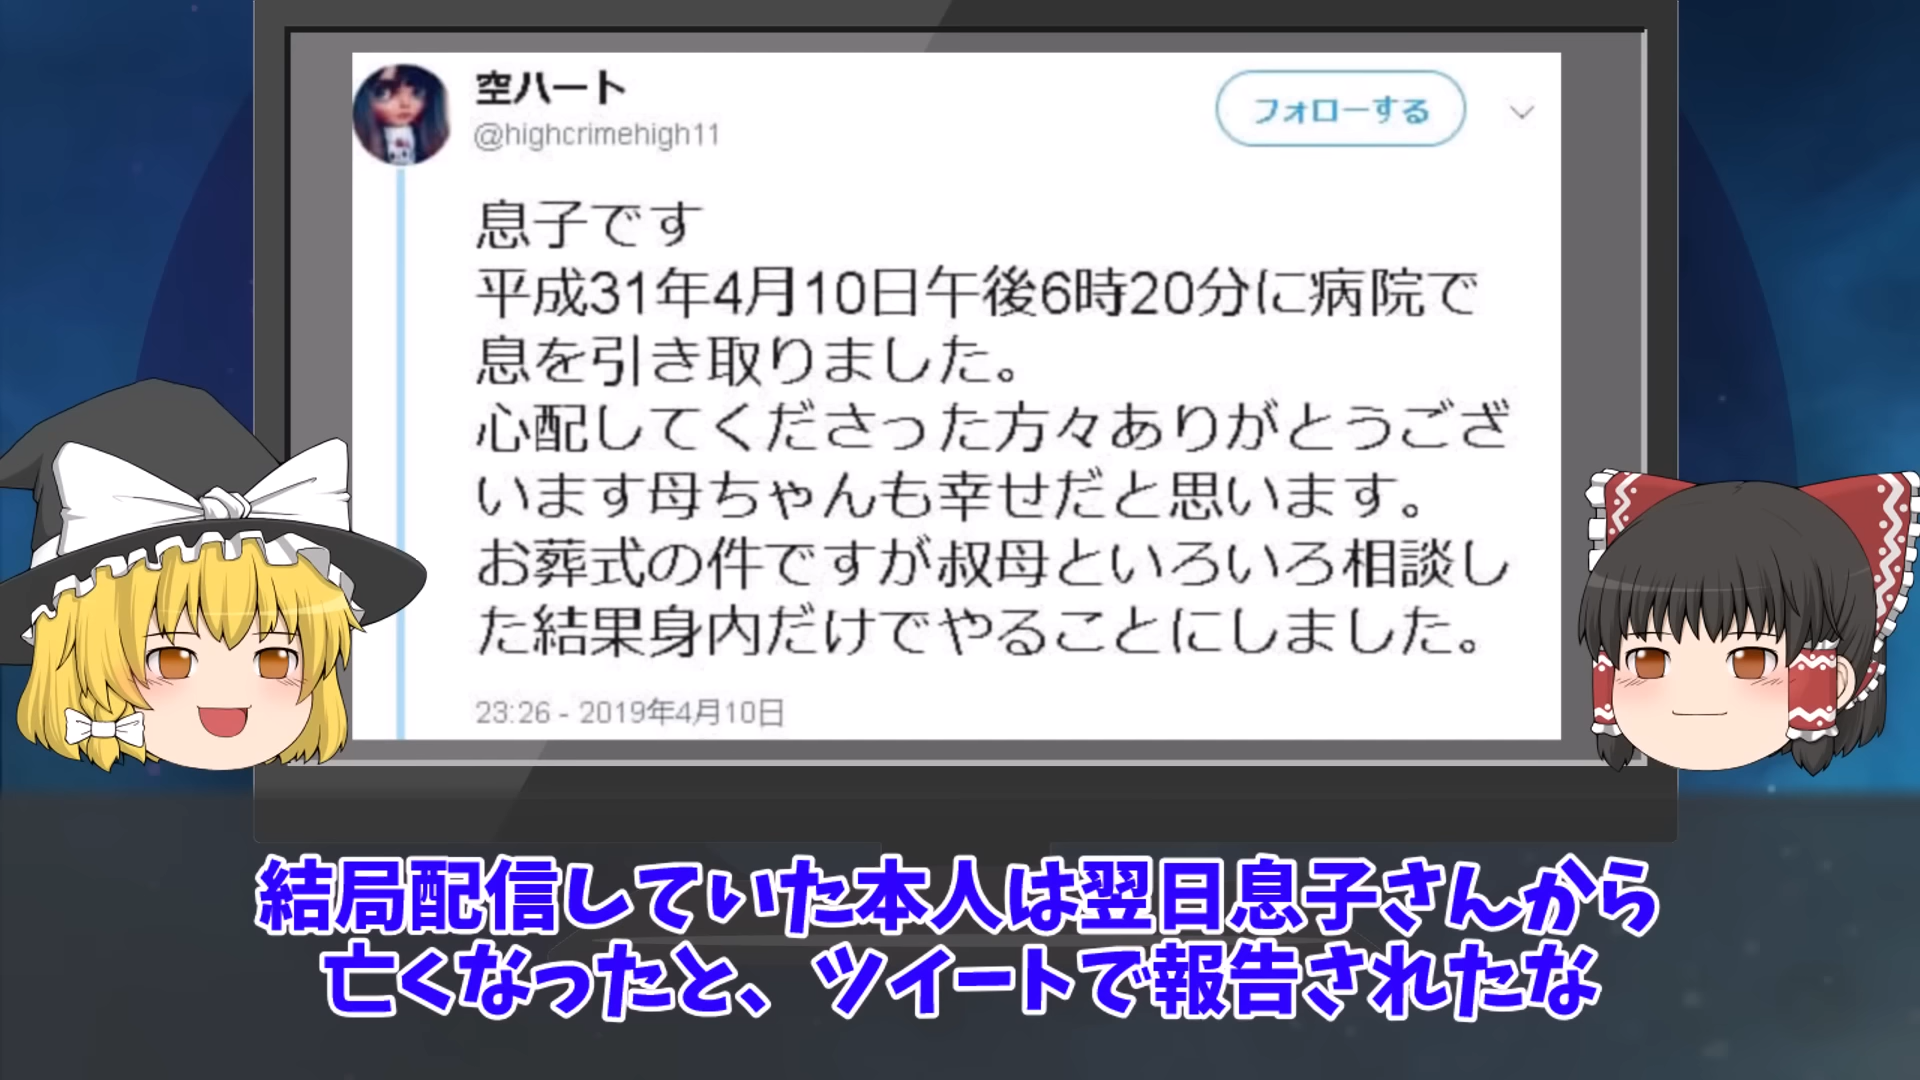 空ハート
@highcrimehigh11
フォローする
息子です
平成31年4月10日午後6時20分に病院で
息を引き取りました。
心配してくださった方々ありがとうござ
います母ちゃんも幸せだと思います。
お葬式の件ですが叔母といろいろ相談し
た結果身内だけでやることにしました。
23:26 - 2019年4月10日
結局配信していた本人は翌日息子さんから
亡くなったと、ツイートで報告されたな